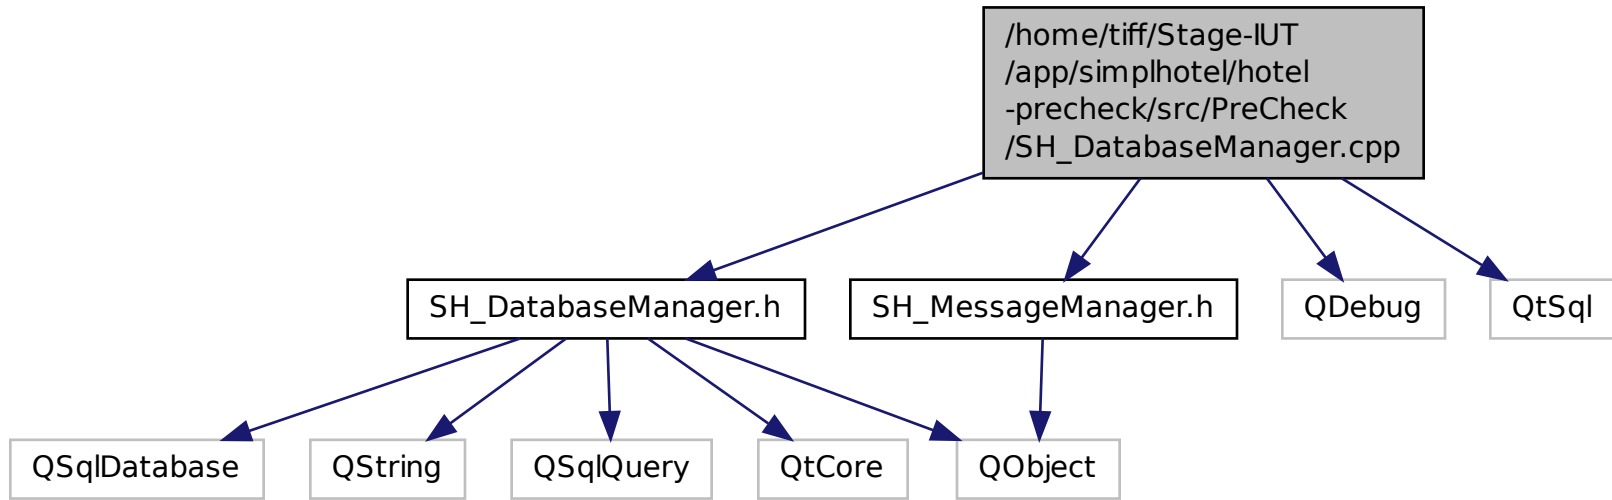 /home/tiff/Stage-IUT
/app/simplhotel/hotel
-precheck/src/PreCheck
/SH_DatabaseManager.cpp
SH_DatabaseManager.h
SH_MessageManager.h
QDebug
QtSql
QSqlDatabase
QString
QSqlQuery
QtCore
QObject